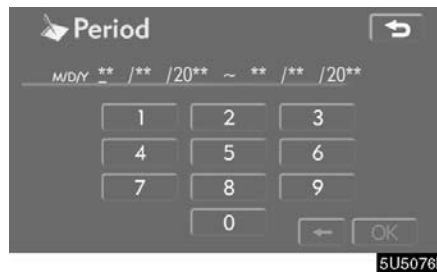 Period
M/D/Y ** /** /20** ~ ** /** /20**
1 2 3
4 5 6
7 8 9
0 OK
5U5076